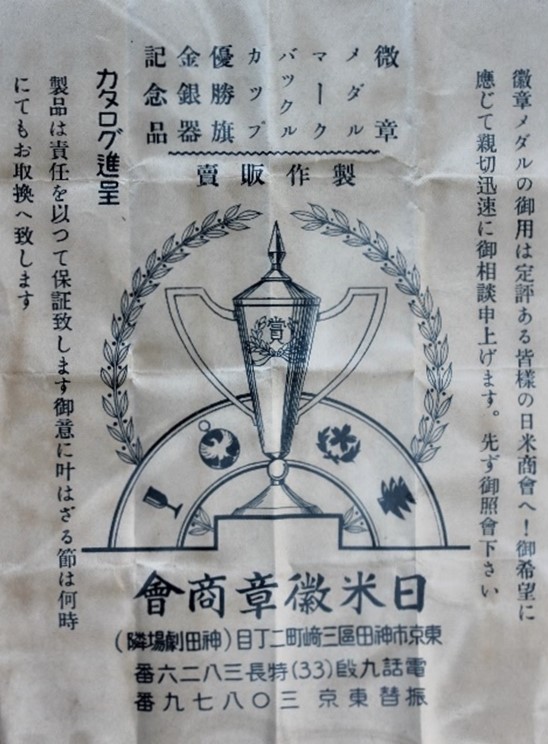 徽章メダルの御用は定評ある皆様の日米商會へ!御希望に
應じて親切迅速に御相談申上げます。先ず御照會下さい
徽章
メダル
マーク
バックル
カップ
優勝旗
金銀器
記念品
製作販賣
カタログ進呈
製品は責任を以つて保証致します御意に叶はざる節は何時
にてもお取換へ致します
賞
日米徽章商會
東京市神田區三崎町二丁目(神田劇場隣)
電話九段(33)特長三八二六番
振替東京三〇八七九番